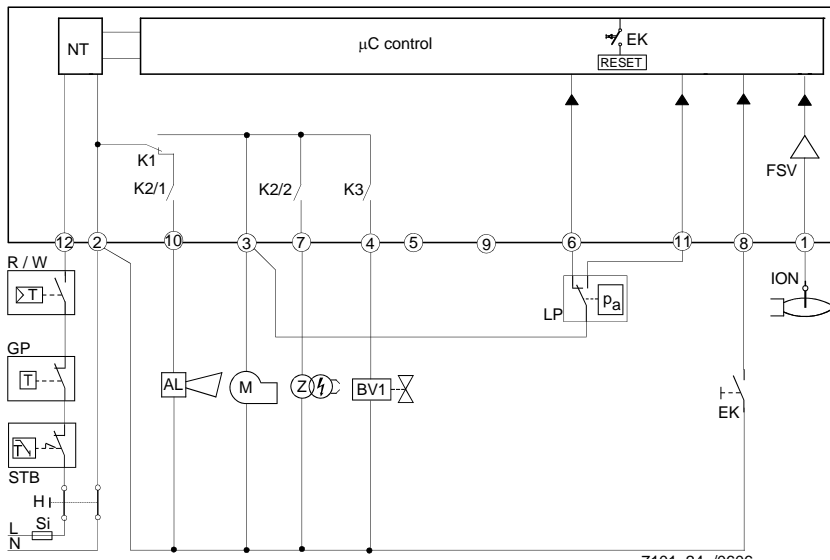 NT
μC control
EK
RESET
K1
FSV
K2/1
K2/2
K3
12
2
10
3
7
4
5
9
6
11
8
1
R / W
ION
T
pa
LP
GP
T
AL
M
Z
BV1
EK
T
STB
H
Si
L
N